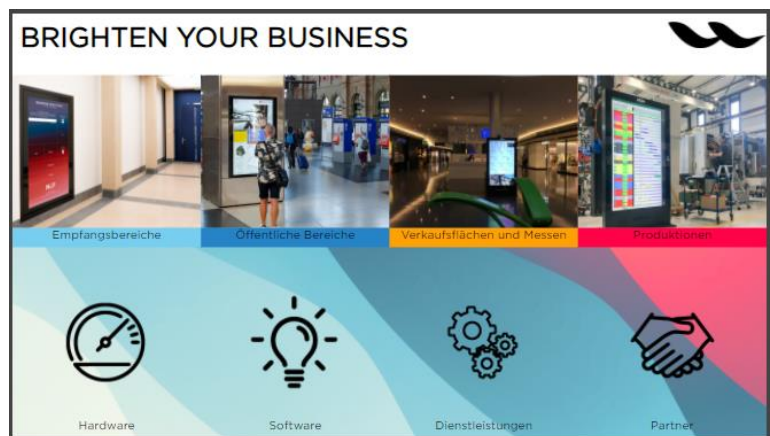 BRIGHTEN YOUR BUSINESS
Empfangsbereiche
Öffentliche Bereiche
Verkaufsflächen und Messen
Produktionen
Hardware
Software
Dienstleistungen
Partner